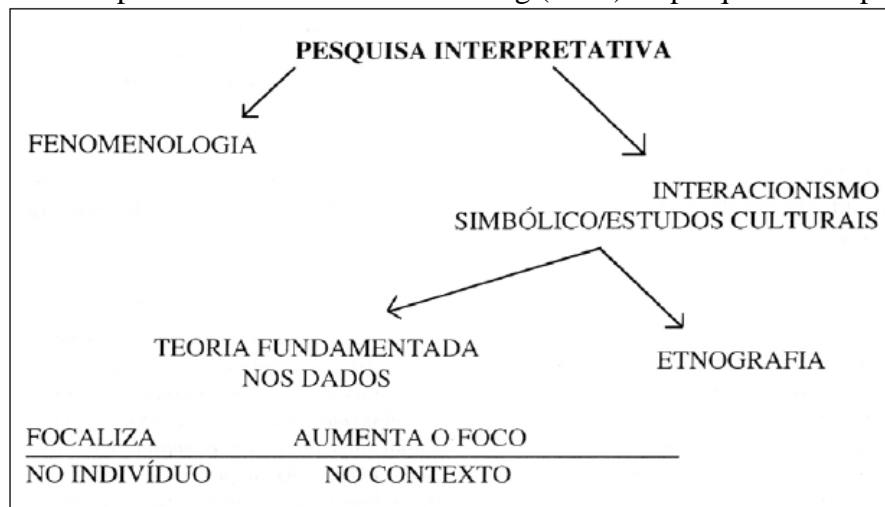 PESQUISA INTERPRETATIVA
FENOMENOLOGIA
INTERACIONISMO
SIMBÓLICO/ESTUDOS CULTURAIS
TEORIA FUNDAMENTADA
NOS DADOS
ETNOGRAFIA
FOCALIZA AUMENTA O FOCO
NO INDIVÍDUO NO CONTEXTO